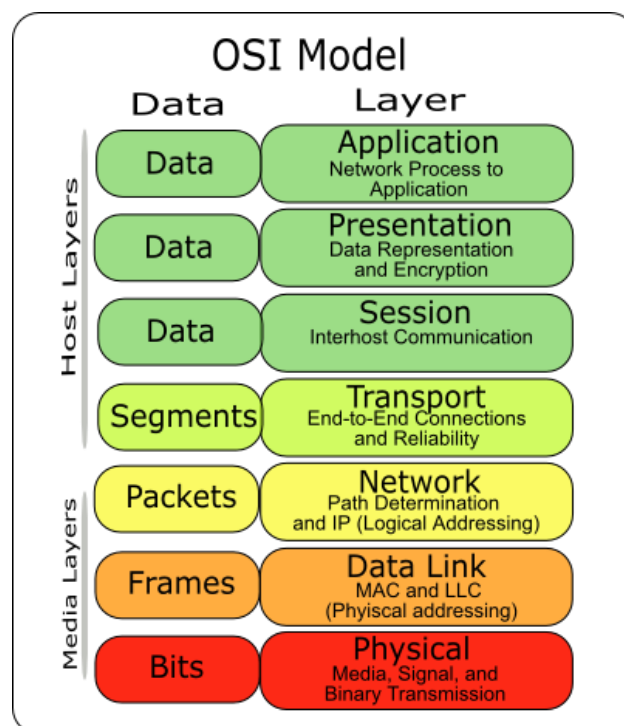 OSI Model
Data Layer
Host Layers
Data
Application
Network Process to
Application
Data
Presentation
Data Representation
and Encryption
Data
Session
Interhost Communication
Segments
Transport
End-to-End Connections
and Reliability
Media Layers
Packets
Network
Path Determination
and IP (Logical Addressing)
Frames
Data Link
MAC and LLC
(Phyiscal addressing)
Bits
Physical
Media, Signal, and
Binary Transmission